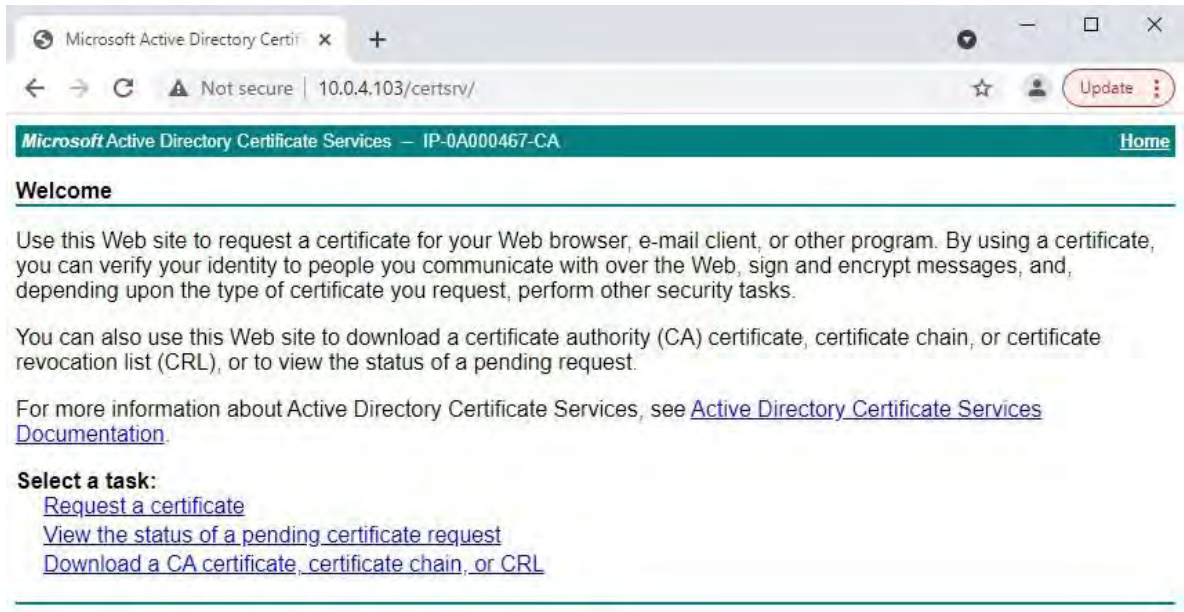 Microsoft Active Directory Certif
Not secure | 10.0.4.103/certsrv/
Update
Microsoft Active Directory Certificate Services – IP-0A000467-CA
Home
Welcome
Use this Web site to request a certificate for your Web browser, e-mail client, or other program. By using a certificate,
you can verify your identity to people you communicate with over the Web, sign and encrypt messages, and,
depending upon the type of certificate you request, perform other security tasks.
You can also use this Web site to download a certificate authority (CA) certificate, certificate chain, or certificate
revocation list (CRL), or to view the status of a pending request.
For more information about Active Directory Certificate Services, see Active Directory Certificate Services
Documentation.
Select a task:
Request a certificate
View the status of a pending certificate request
Download a CA certificate, certificate chain, or CRL